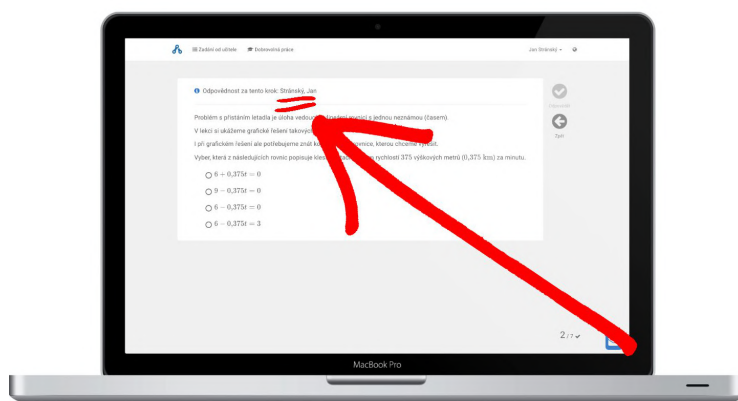 Zadání od učitele Dobrovolná práce Jan Stránský
Odpovědnost za tento krok: Stránský, Jan
Problém s přistáním letadla je úloha vedoucí rovnici s jednou neznámou (časem).
Zpět
V lekci si ukážeme grafické řešení takových
I při grafickém řešení ale potřebujeme znát rovnice, kterou chceme vyřešit.
Vyber, která z následujících rovnic popisuje rychlostí 375 výškových metrů (0,375 km) za minutu.
6 + 0,375t = 0
9 − 0,375t = 0
6 − 0,375t = 0
6 − 0,375t = 3
2 / 7
MacBook Pro